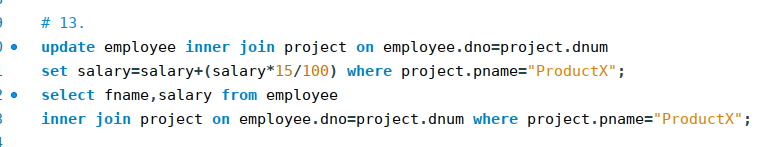 # 13.
update employee inner join project on employee.dno=project.dnum
set salary=salary+(salary*15/100) where project.pname="ProductX";
select fname,salary from employee
inner join project on employee.dno=project.dnum where project.pname="ProductX";